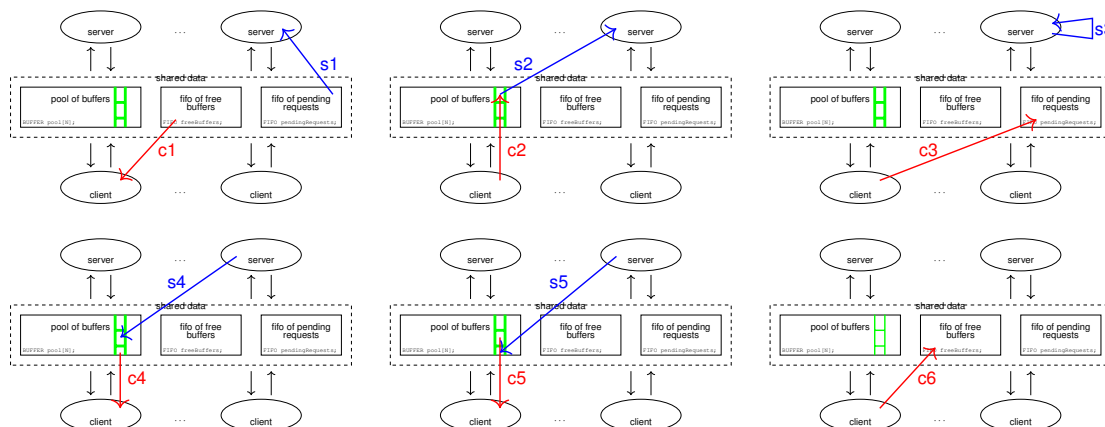 server ... server
s1
shared data
pool of buffers
fifo of free
buffers
fifo of pending
requests
BUFFER pool[N];
FIFO freeBuffers;
FIFO pendingRequests;
c1
client ... client
server ... server
s2
shared data
pool of buffers
fifo of free
buffers
fifo of pending
requests
BUFFER pool[N];
FIFO freeBuffers;
FIFO pendingRequests;
c2
client ... client
server ... server
shared data
pool of buffers
fifo of free
buffers
fifo of pending
requests
BUFFER pool[N];
FIFO freeBuffers;
FIFO pendingRequests;
c3
client ... client
server ... server
s4
shared data
pool of buffers
fifo of free
buffers
fifo of pending
requests
BUFFER pool[N];
FIFO freeBuffers;
FIFO pendingRequests;
c4
client ... client
server ... server
s5
shared data
pool of buffers
fifo of free
buffers
fifo of pending
requests
BUFFER pool[N];
FIFO freeBuffers;
FIFO pendingRequests;
c5
client ... client
server ... server
shared data
pool of buffers
fifo of free
buffers
fifo of pending
requests
BUFFER pool[N];
FIFO freeBuffers;
FIFO pendingRequests;
c6
client ... client